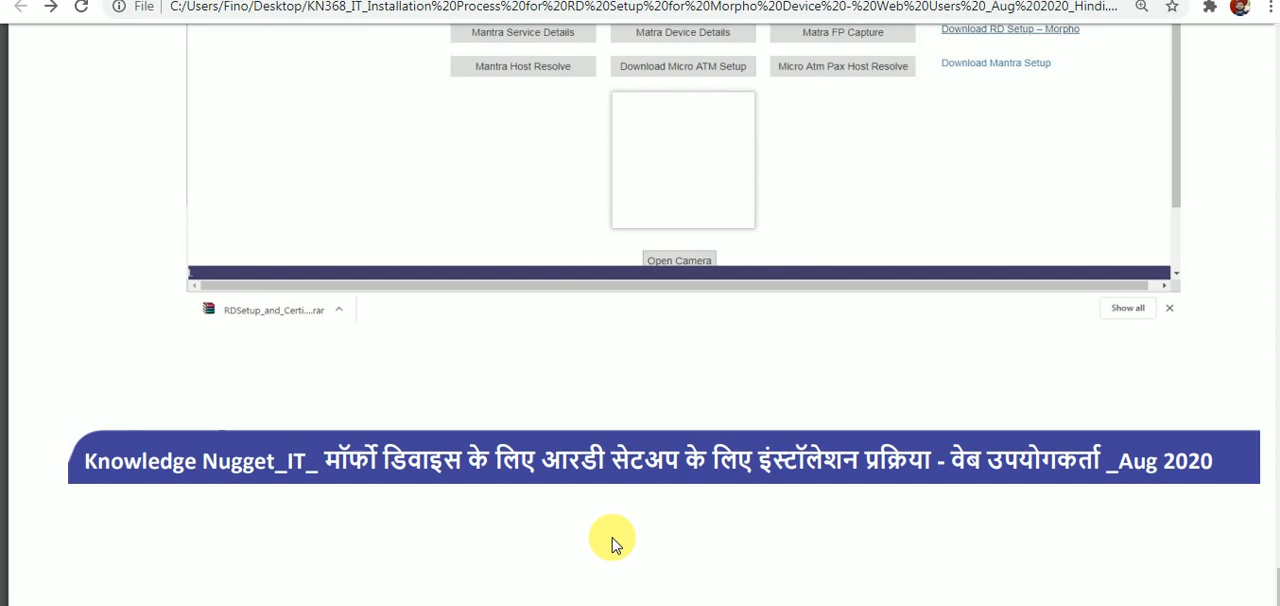 File | C:/Users/Fino/Desktop/KN368_IT_Installation%20Process%20for%20RD%20Setup%20for%20Morpho%20Device%20-%20Web%20Users%20_Aug%202020_Hindi....
Mantra Service Details
Matra Device Details
Matra FP Capture
Download RD Setup – Morpho
Mantra Host Resolve
Download Micro ATM Setup
Micro Atm Pax Host Resolve
Download Mantra Setup
Open Camera
RDSetup_and_Certi....rar
Show all
Knowledge Nugget_IT_ मॉर्फो डिवाइस के लिए आरडी सेटअप के लिए इंस्टॉलेशन प्रक्रिया - वेब उपयोगकर्ता _Aug 2020